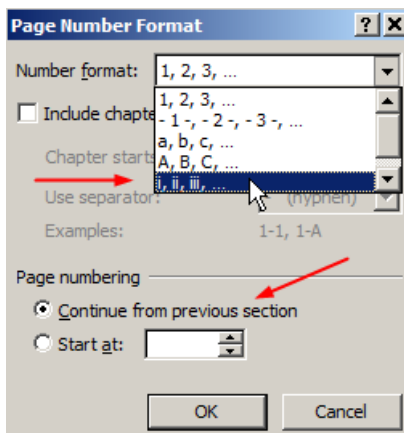 Page Number Format
Number format: 1, 2, 3, ...
1, 2, 3, ...
Include chapte
- 1 -, - 2 -, - 3 -, ...
a, b, c, ...
A, B, C, ...
Chapter starts
i, ii, iii, ...
Use separator: - (hyphen)
Examples: 1-1, 1-A
Page numbering
Continue from previous section
Start at:
OK Cancel